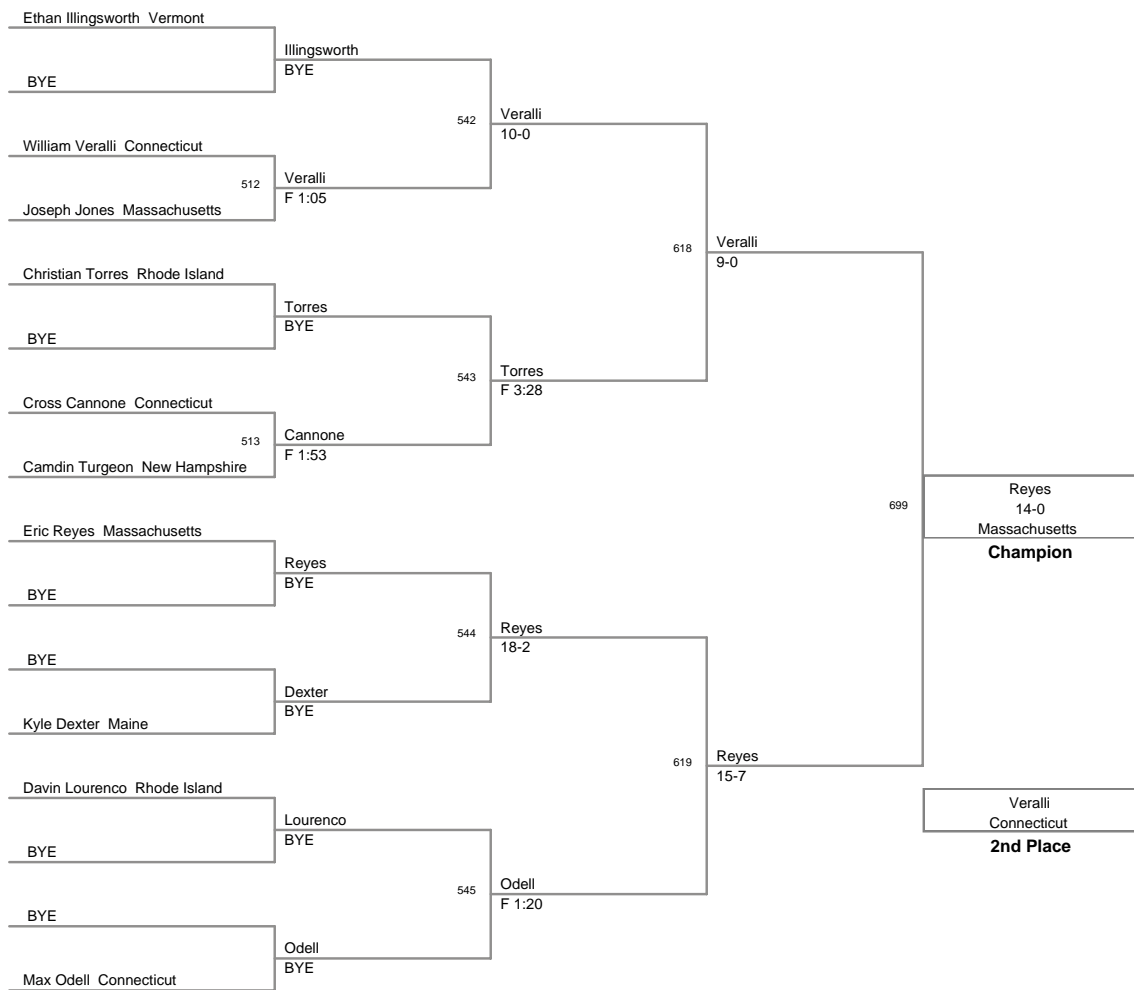 Ethan Illingsworth  Vermont
Illingsworth
BYE
BYE
542
Veralli
10-0
William Veralli  Connecticut
512
Veralli
F 1:05
Joseph Jones  Massachusetts
618
Veralli
9-0
Christian Torres  Rhode Island
Torres
BYE
BYE
543
Torres
F 3:28
Cross Cannone  Connecticut
513
Cannone
F 1:53
Camdin Turgeon  New Hampshire
699
Reyes
14-0
Massachusetts
Champion
Eric Reyes  Massachusetts
Reyes
BYE
BYE
544
Reyes
18-2
BYE
Dexter
BYE
Kyle Dexter  Maine
619
Reyes
15-7
Davin Lourenco  Rhode Island
Lourenco
BYE
BYE
Veralli
Connecticut
2nd Place
545
Odell
F 1:20
BYE
Odell
BYE
Max Odell  Connecticut